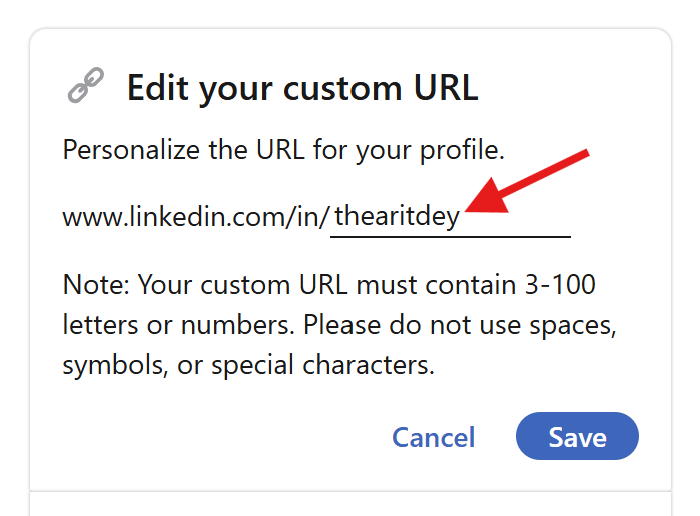 Edit your custom URL
Personalize the URL for your profile.
www.linkedin.com/in/thearitdey
Note: Your custom URL must contain 3-100
letters or numbers. Please do not use spaces,
symbols, or special characters.
Cancel Save